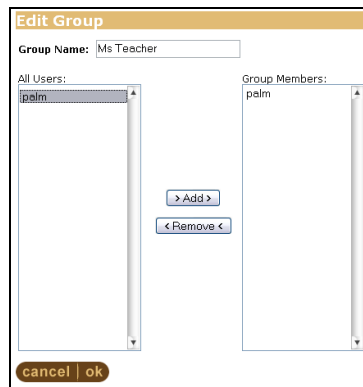 Edit Group
Group Name: Ms Teacher
All Users:
palm
> Add >
< Remove <
Group Members:
palm
cancel | ok